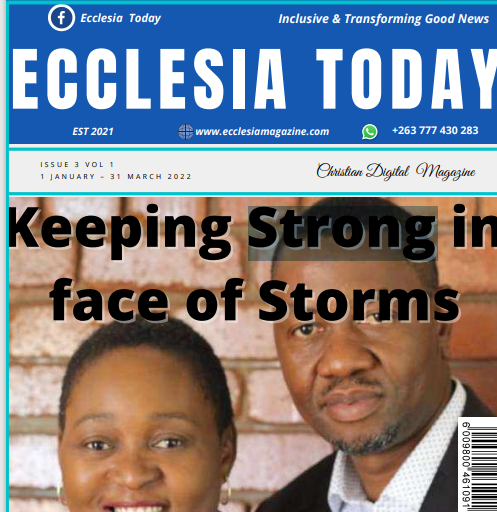 Ecclesia Today
Inclusive & Transforming Good News
ECCLESIA TODAY
EST 2021
www.ecclesiamagazine.com
+263 777 430 283
ISSUE 3 VOL 1
1 JANUARY – 31 MARCH 2022
Christian Digital Magazine
Keeping Strong in
face of Storms
6009800461091